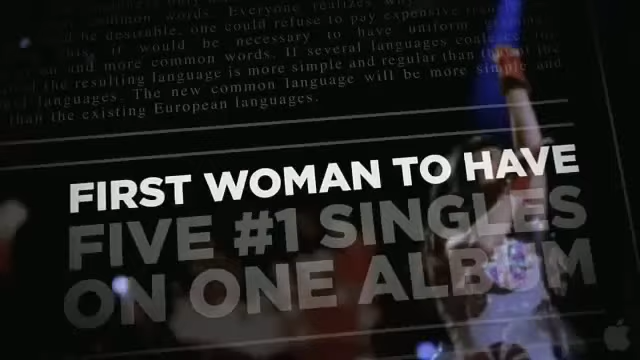 common words. Everyone realizes why
be desirable, one could refuse to pay expensive
this, it would be necessary to have uniform
and more common words. If several languages
the resulting language is more simple and regular than that of the
languages. The new common language will be more simple and
than the existing European languages.
FIRST WOMAN TO HAVE
FIVE #1 SINGLES
ON ONE ALBUM